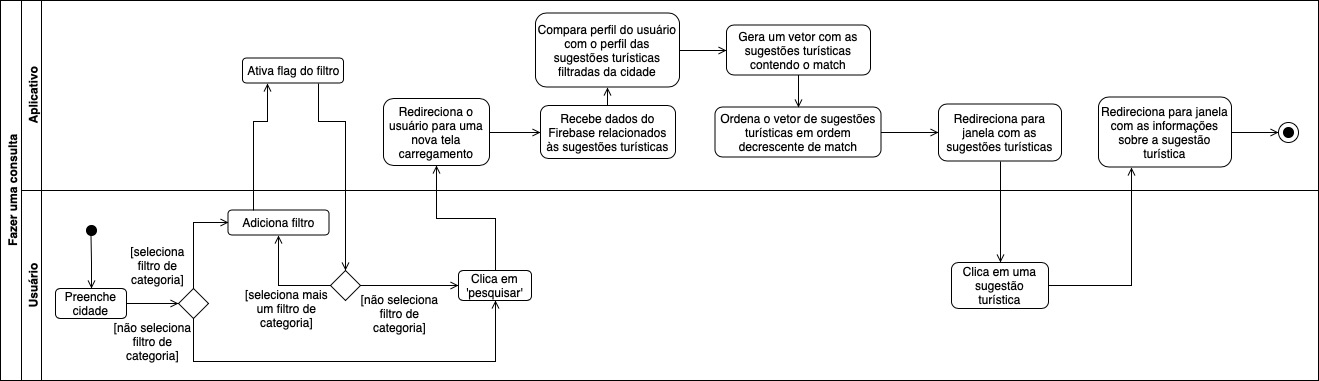 Fazer uma consulta
Aplicativo
Usuário
Ativa flag do filtro
Redireciona o
usuário para uma
nova tela
carregamento
Compara perfil do usuário
com o perfil das
sugestões turísticas
filtradas da cidade
Recebe dados do
Firebase relacionados
às sugestões turísticas
Gera um vetor com as
sugestões turísticas
contendo o match
Ordena o vetor de sugestões
turísticas em ordem
decrescente de match
Redireciona para
janela com as
sugestões turísticas
Redireciona para janela
com as informações
sobre a sugestão
turística
Preenche
cidade
[seleciona
filtro de
categoria]
[não seleciona
filtro de
categoria]
Adiciona filtro
[seleciona mais
um filtro de
categoria]
[não seleciona
filtro de
categoria]
Clica em
'pesquisar'
Clica em uma
sugestão
turística